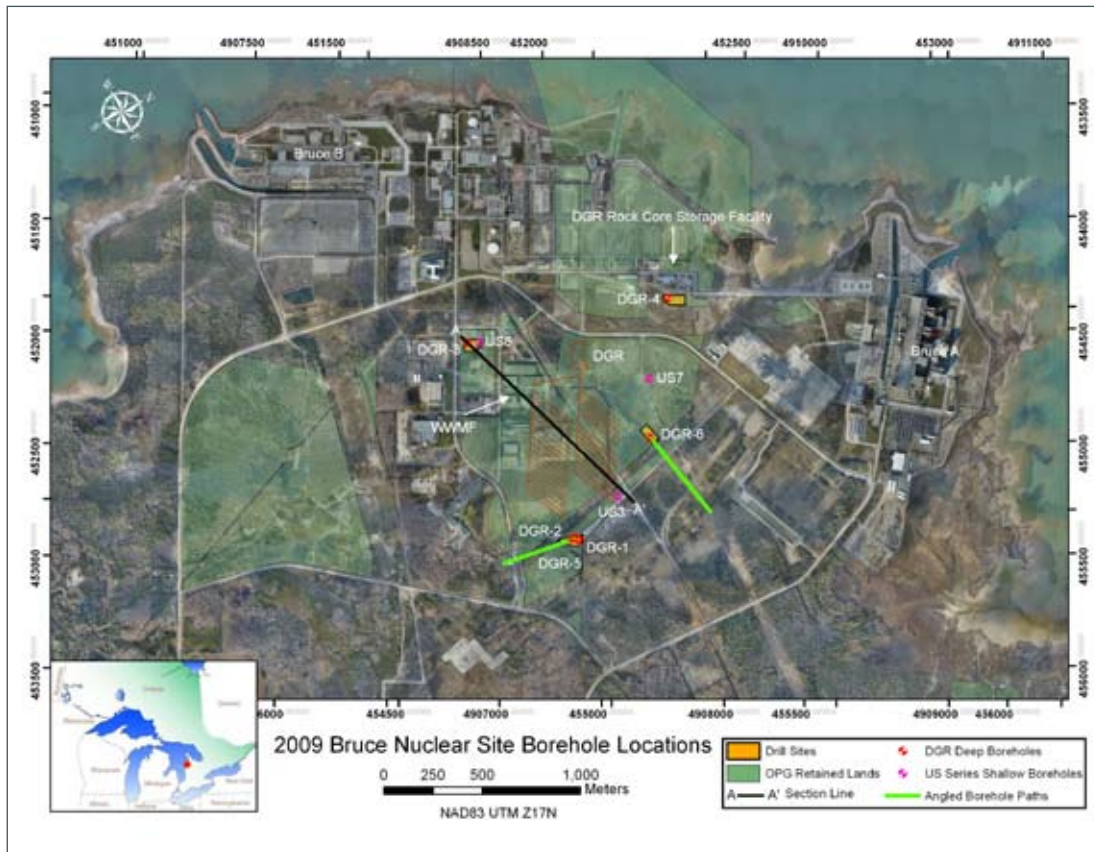 451000 4907500 451500 4908500 452000 452500 4910000 453000 4911000
451000
451500
452000
452500
453000
453500
453500
454000
454500
455000
455500
456000
Bruce B
DGR Rock Core Storage Facility
DGR-4
Bruce A
DGR-3
US8
DGR
US7
WWMF
DGR-6
US3
A'
DGR-2
DGR-1
DGR-5
454500 4907000 455000 4908000 455500 4909000 456000
2009 Bruce Nuclear Site Borehole Locations
0 250 500 1,000
Meters
NAD83 UTM Z17N
Drill Sites
OPG Retained Lands
A A' Section Line
DGR Deep Boreholes
US Series Shallow Boreholes
Angled Borehole Paths